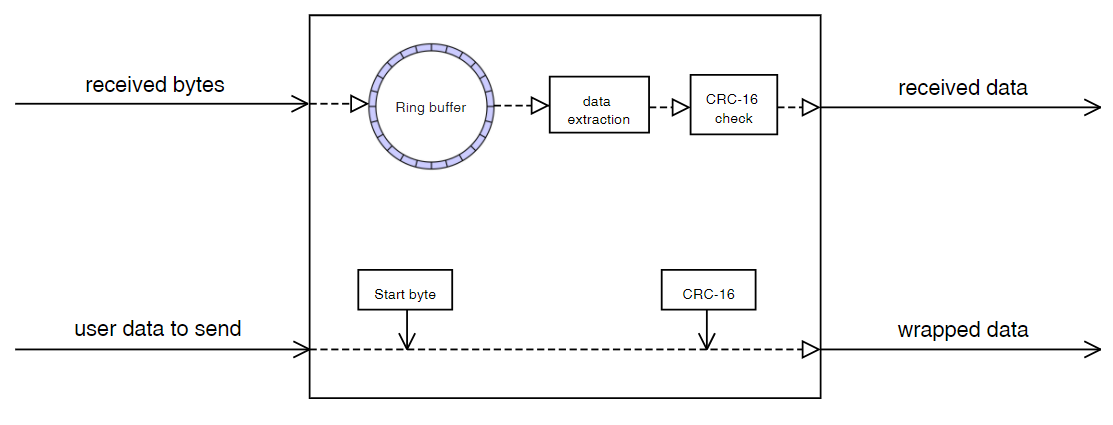 received bytes
Ring buffer
data
extraction
CRC-16
check
received data
Start byte
CRC-16
user data to send
wrapped data